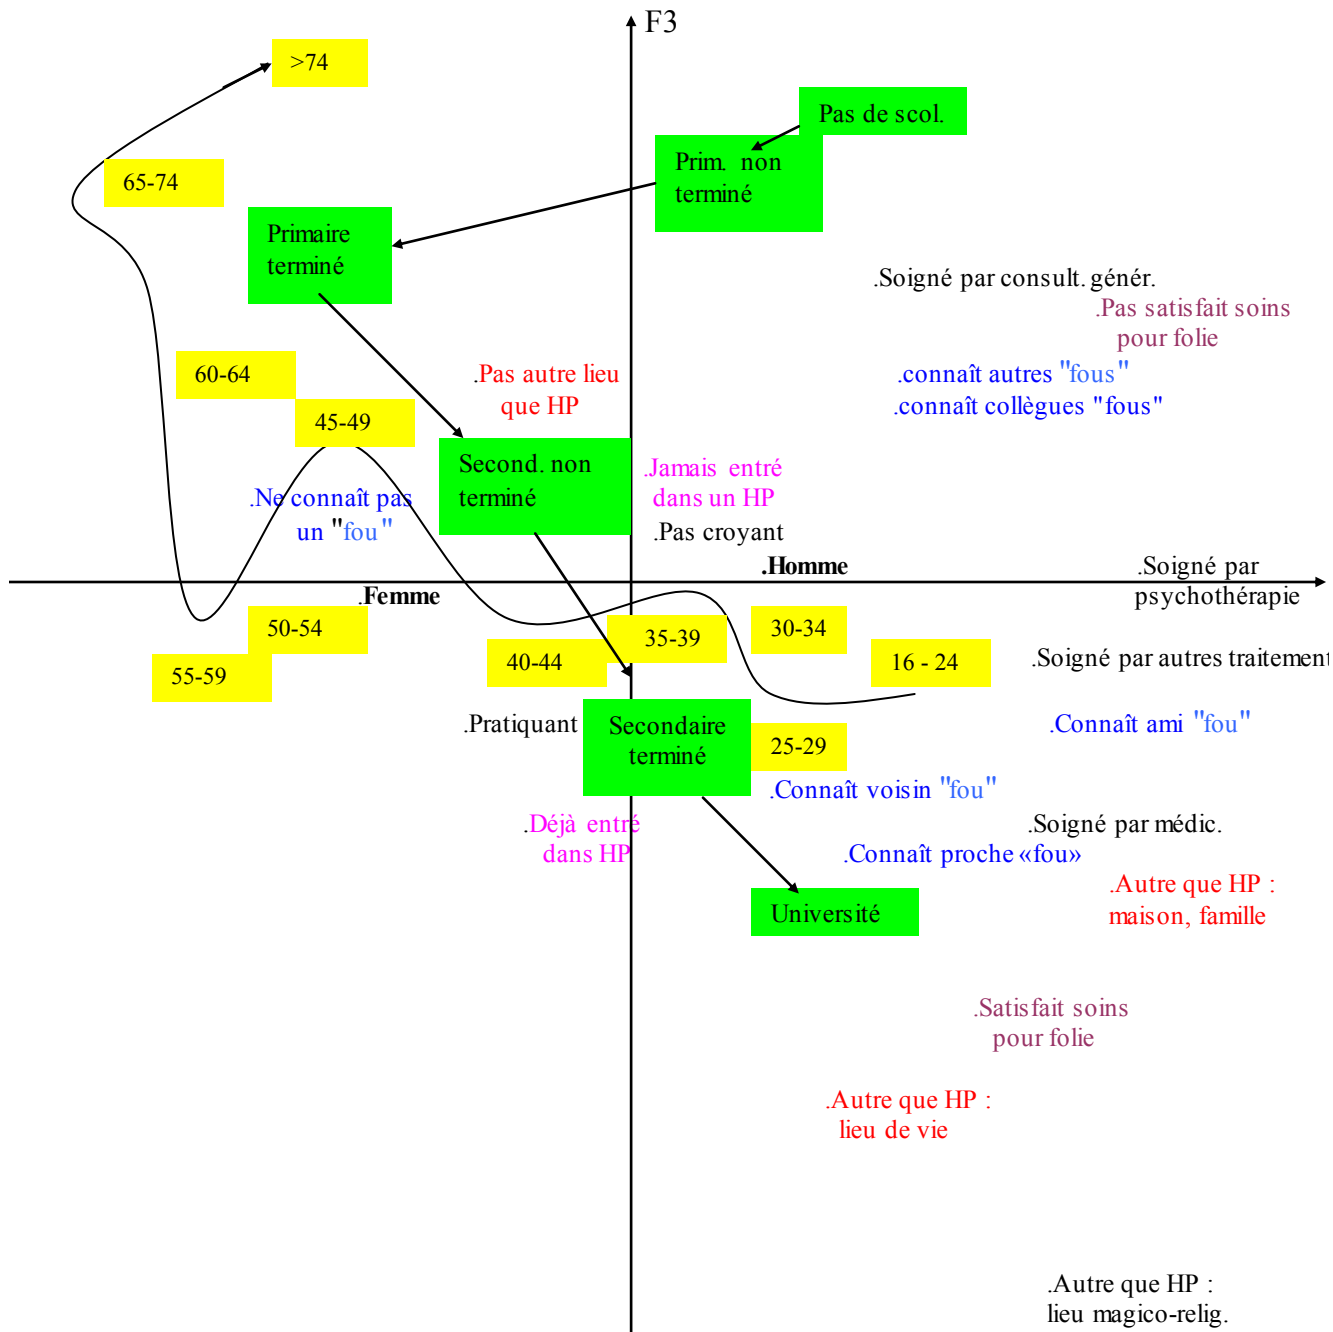 F3
>74
Pas de scol.
Prim. non
terminé
65-74
Primaire
terminé
.Soigné par consult. génér.
.Pas satisfait soins
pour folie
60-64
.Pas autre lieu
que HP
.connaît autres "fous"
.connaît collègues "fous"
45-49
Second. non
terminé
.Jamais entré
dans un HP
.Ne connaît pas
un "fou"
.Pas croyant
.Homme
.Soigné par
psychothérapie
.Femme
50-54
35-39
30-34
55-59
40-44
16 - 24
.Soigné par autres traitement
.Pratiquant
Secondaire
terminé
25-29
.Connaît ami "fou"
.Connaît voisin "fou"
.Déjà entré
dans HP
.Soigné par médic.
.Connaît proche «fou»
.Autre que HP :
maison, famille
Université
.Satisfait soins
pour folie
.Autre que HP :
lieu de vie
.Autre que HP :
lieu magico-relig.